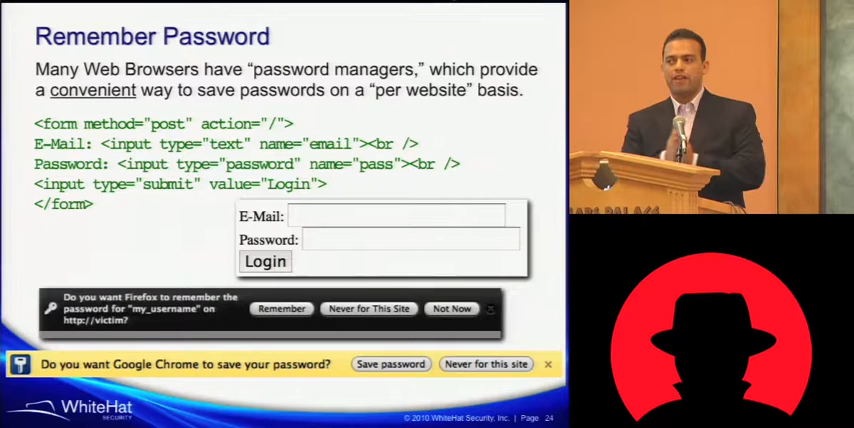 Remember Password
Many Web Browsers have “password managers,” which provide
a convenient way to save passwords on a “per website” basis.
<form method="post" action="/">
E-Mail: <input type="text" name="email"><br />
Password: <input type="password" name="pass"><br />
<input type="submit" value="Login">
</form>
E-Mail:
Password:
Login
Do you want Firefox to remember the
password for "my_username" on
http://victim?
Remember
Never for This Site
Not Now
Do you want Google Chrome to save your password?
Save password
Never for this site
WhiteHat
SECURITY
© 2010 WhiteHat Security, Inc. | Page 24
PALACE